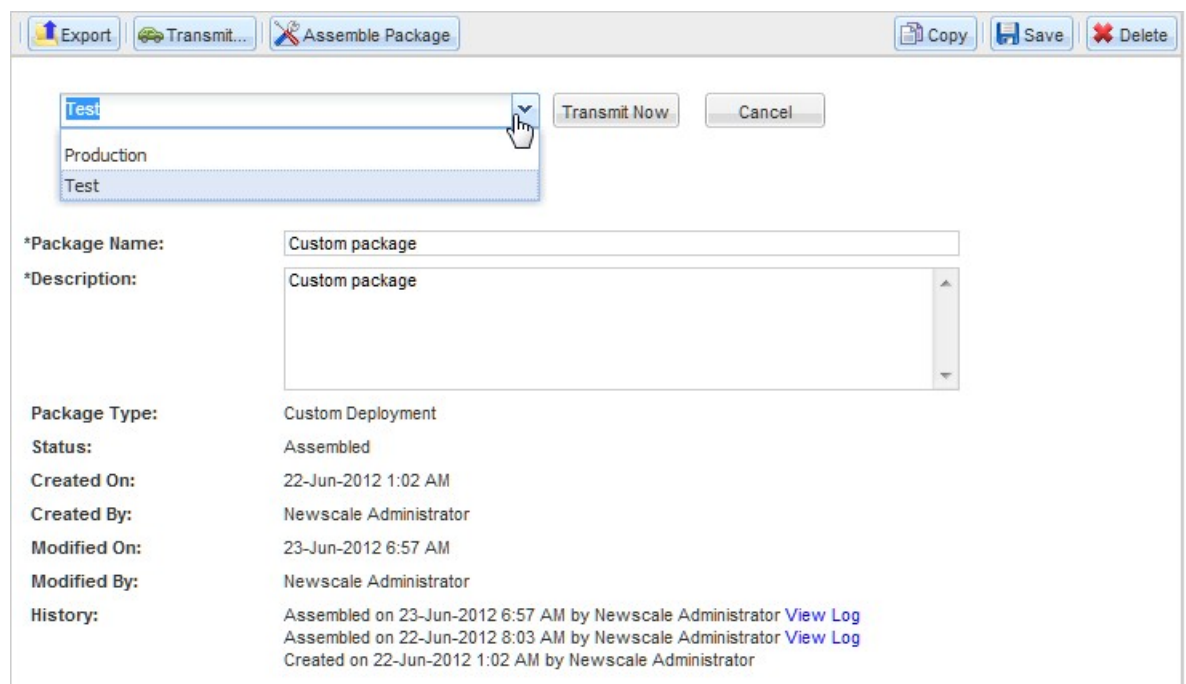 Export Transmit... Assemble Package Copy Save Delete
Test Transmit Now Cancel
Production
Test
*Package Name: Custom package
*Description: Custom package
Package Type: Custom Deployment
Status: Assembled
Created On: 22-Jun-2012 1:02 AM
Created By: Newscale Administrator
Modified On: 23-Jun-2012 6:57 AM
Modified By: Newscale Administrator
History: Assembled on 23-Jun-2012 6:57 AM by Newscale Administrator View Log
Assembled on 22-Jun-2012 8:03 AM by Newscale Administrator View Log
Created on 22-Jun-2012 1:02 AM by Newscale Administrator